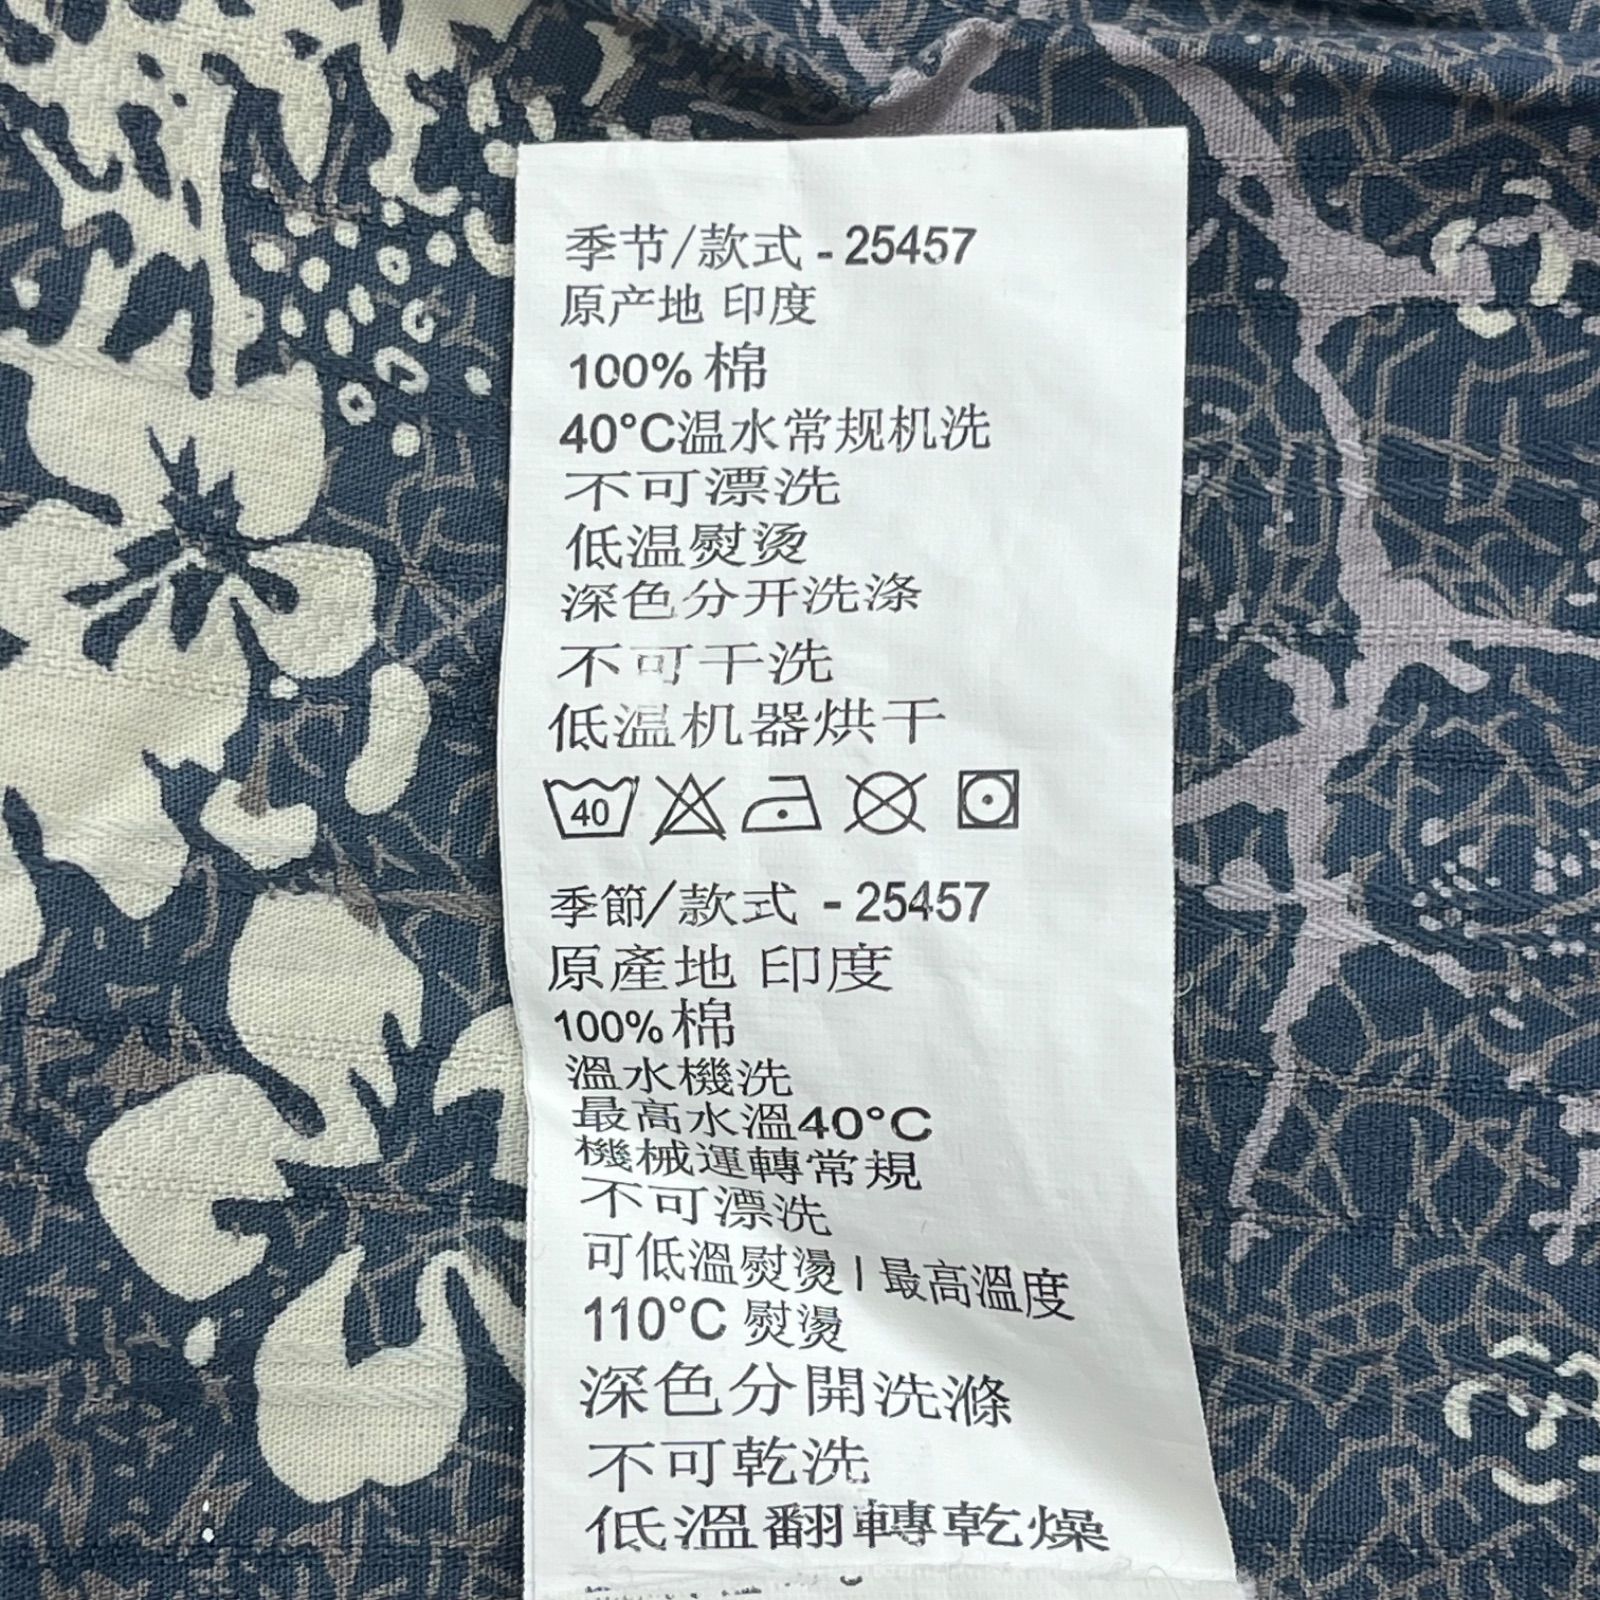 季节/款式 - 25457
原产地 印度
100% 棉
40°C温水常规机洗
不可漂洗
低温熨烫
深色分开洗涤
不可干洗
低温机器烘干
40
季節/款式 - 25457
原產地 印度
100% 棉
溫水機洗
最高水溫40°C
機械運轉常規
不可漂洗
可低溫熨燙 | 最高溫度
110°C 熨燙
深色分開洗滌
不可乾洗
低溫翻轉乾燥